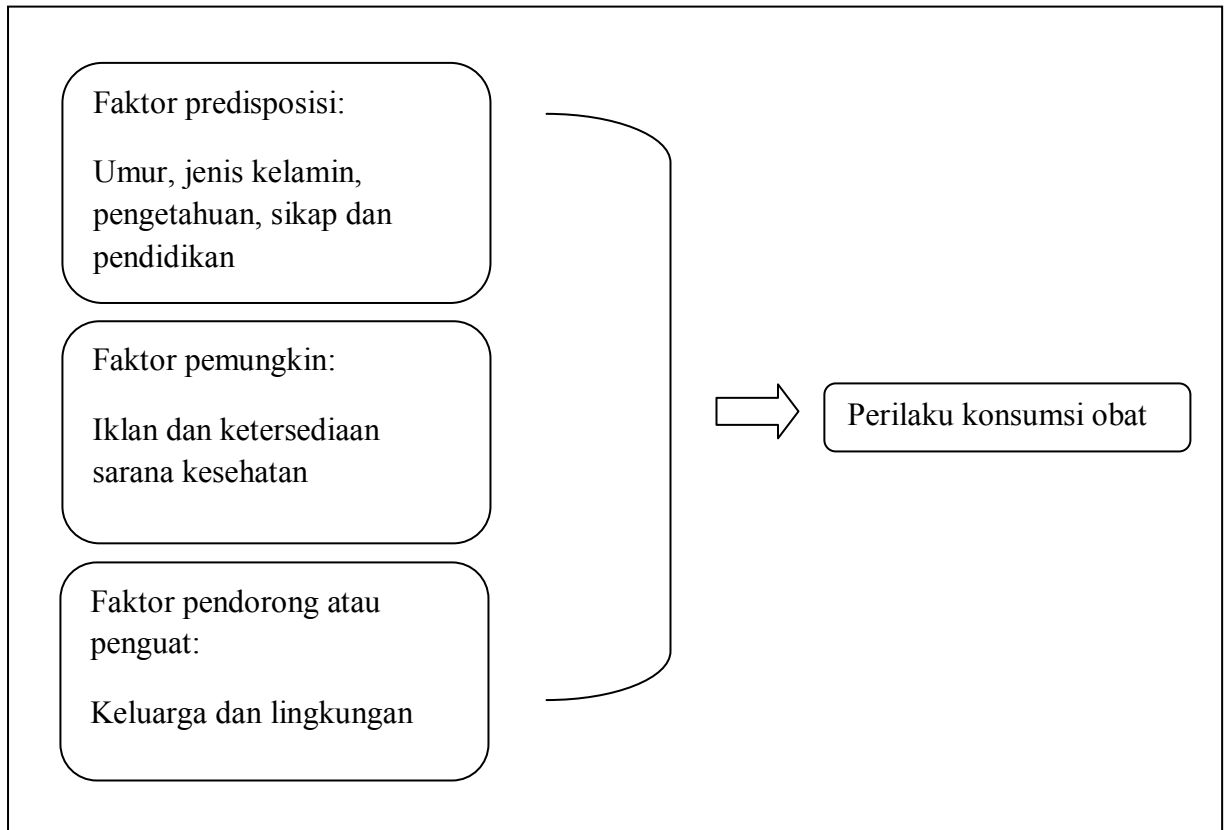 Faktor predisposisi:
Umur, jenis kelamin,
pengetahuan, sikap dan
pendidikan
Faktor pemungkin:
Iklan dan ketersediaan
sarana kesehatan
Faktor pendorong atau
penguat:
Keluarga dan lingkungan
Perilaku konsumsi obat